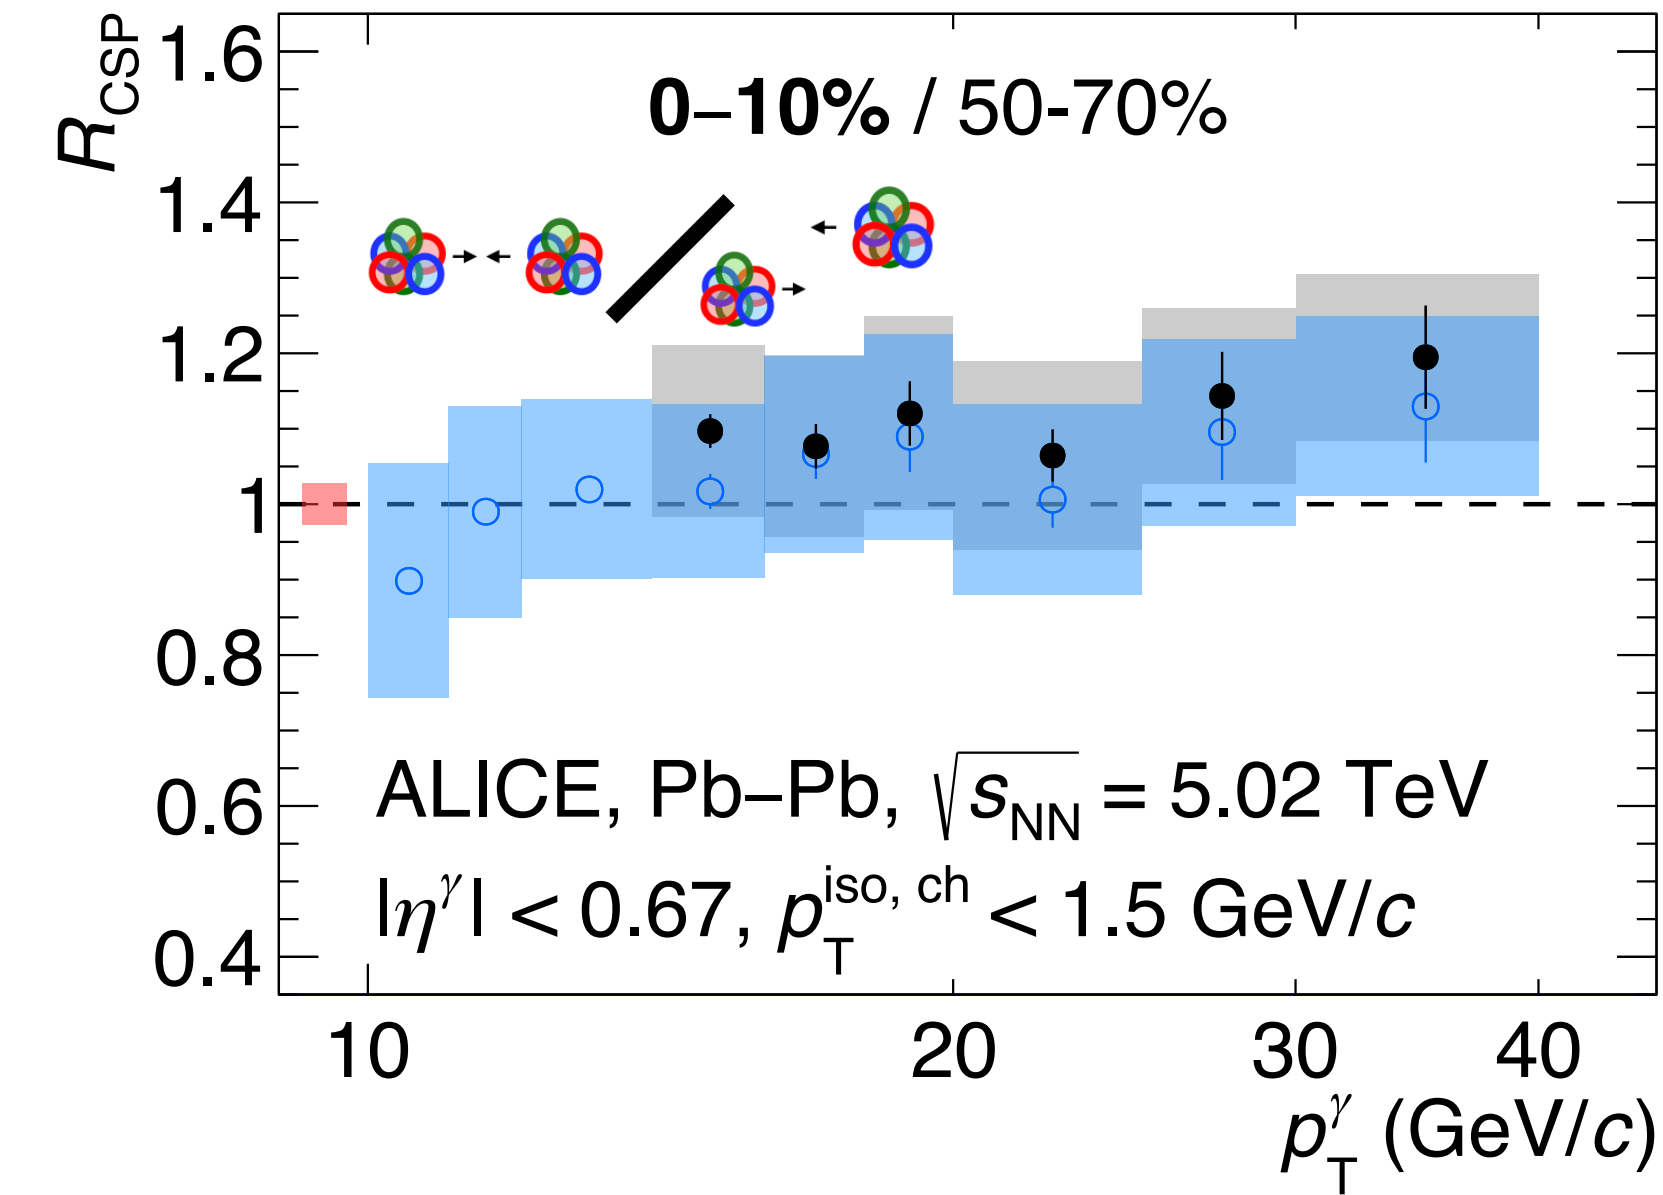 R_CSP
0–10% / 50-70%
1.6
1.4
1.2
1
0.8
0.6
0.4
ALICE, Pb–Pb, √s_NN = 5.02 TeV
|η^γ| < 0.67, p_T^iso, ch < 1.5 GeV/c
10 20 30 40
p_T^γ (GeV/c)